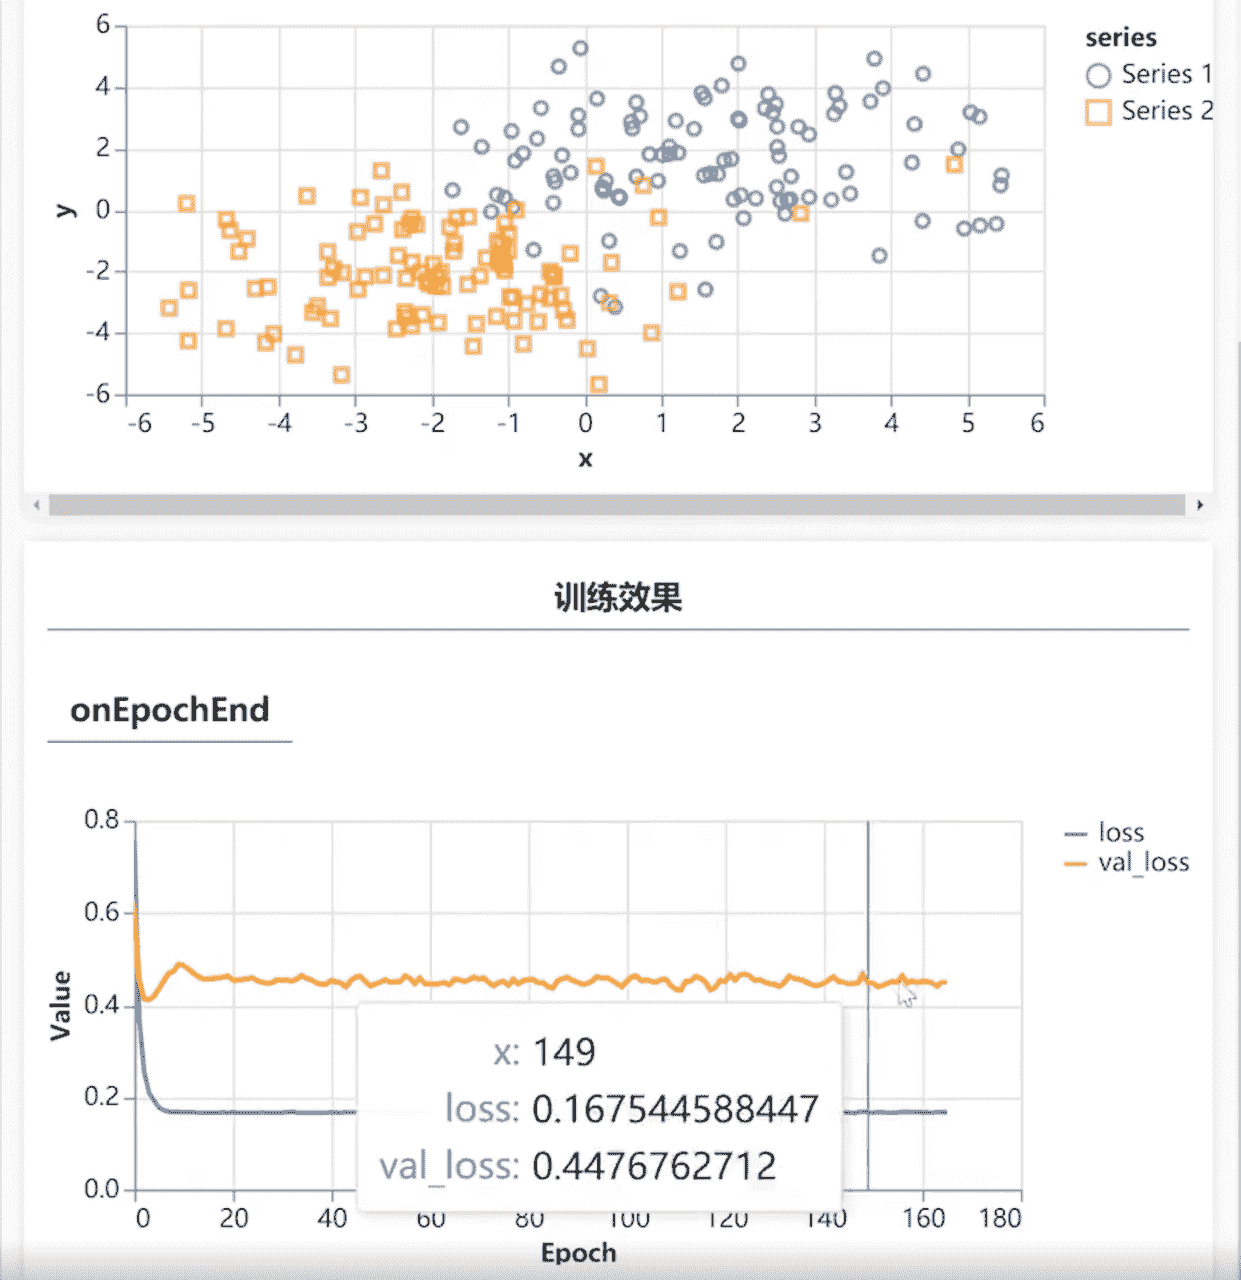 6
4
2
0
-2
-4
-6
y
-6 -5 -4 -3 -2 -1 0 1 2 3 4 5 6
x
series
Series 1
Series 2
训练效果
onEpochEnd
0.8
0.6
0.4
0.2
0.0
Value
loss
val_loss
x: 149
loss: 0.167544588447
val_loss: 0.4476762712
0 20 40 60 80 100 120 140 160 180
Epoch